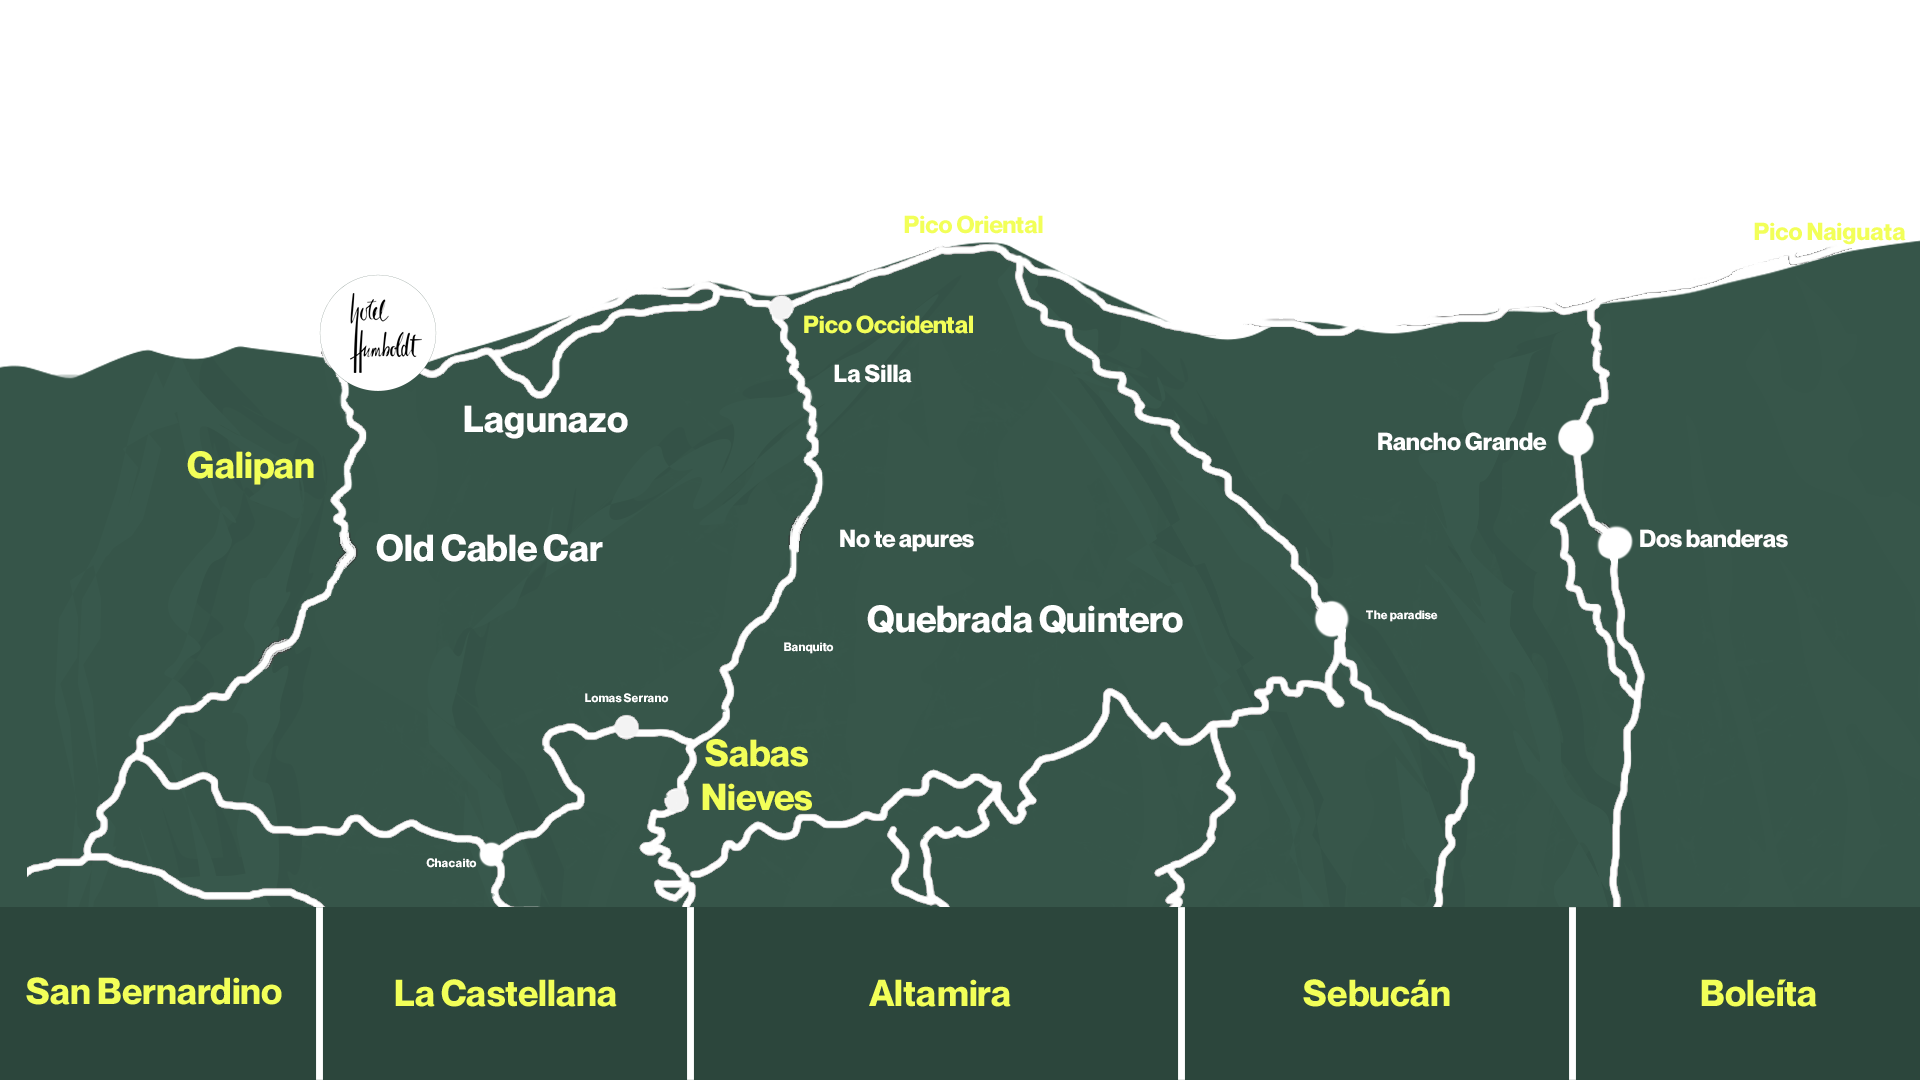 Pico Oriental
Pico Naiguata
hotel
Humboldt
Pico Occidental
La Silla
Lagunazo
Rancho Grande
Galipan
Old Cable Car
No te apures
Dos banderas
Quebrada Quintero
The paradise
Banquito
Lomas Serrano
Sabas
Nieves
Chacaito
San Bernardino
La Castellana
Altamira
Sebucán
Boleíta